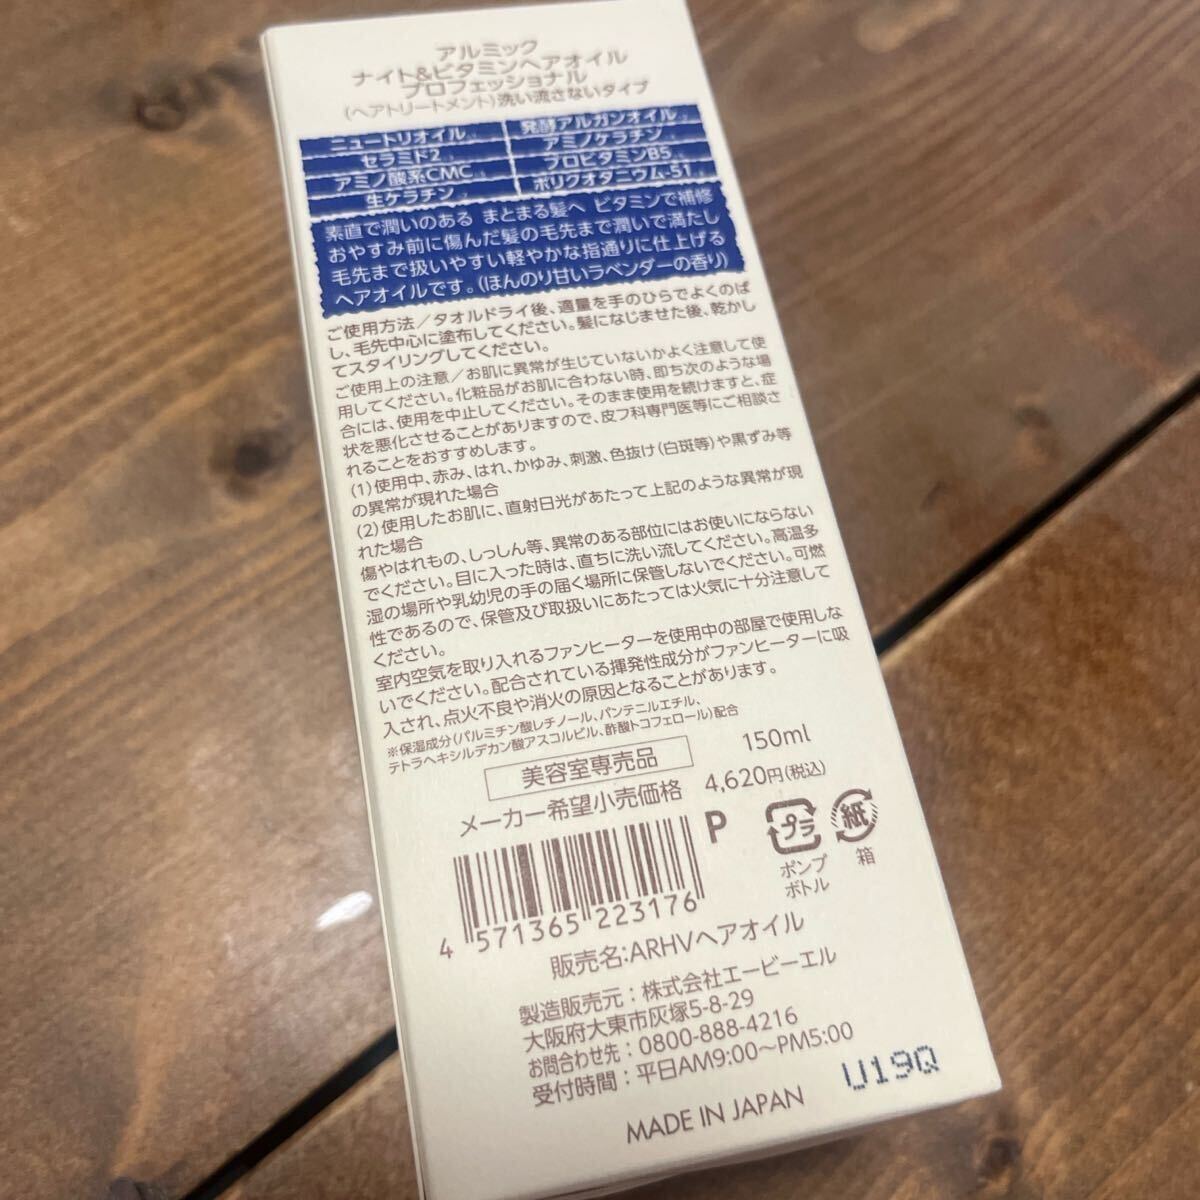 アルミック
ナイト&ビタミンヘアオイル
プロフェッショナル
(ヘアトリートメント)洗い流さないタイプ
ニュートリオイル 発酵アルガンオイル
セラミド2 アミノケラチン
アミノ酸系CMC プロビタミンB5
生ケラチン ポリクオタニウム-51
素直で潤いのある まとまる髪へ ビタミンで補修
おやすみ前に傷んだ髪の毛先まで潤いで満たし
毛先まで扱いやすい軽やかな指通りに仕上げる
ヘアオイルです。(ほんのり甘いラベンダーの香り)
ご使用方法/タオルドライ後、適量を手のひらでよくのば
し、毛先中心に塗布してください。髪になじませた後、乾かし
てスタイリングしてください。
ご使用上の注意/お肌に異常が生じていないかよく注意して使
用してください。化粧品がお肌に合わない時、即ち次のような場
合には、使用を中止してください。そのまま使用を続けますと、症
状を悪化させることがありますので、皮フ科専門医等にご相談さ
れることをおすすめします。
(1)使用中、赤み、はれ、かゆみ、刺激、色抜け(白斑等)や黒ずみ等
の異常が現れた場合
(2)使用したお肌に、直射日光があたって上記のような異常が現
れた場合
傷やはれもの、しっしん等、異常のある部位にはお使いにならない
でください。目に入った時は、直ちに洗い流してください。高温多
湿の場所や乳幼児の手の届く場所に保管しないでください。可燃
性であるので、保管及び取扱いにあたっては火気に十分注意して
ください。
室内空気を取り入れるファンヒーターを使用中の部屋で使用しな
いでください。配合されている揮発性成分がファンヒーターに吸
入され、点火不良や消火の原因となることがあります。
※保湿成分(パルミチン酸レチノール、パンテニルエチル、
テトラヘキシルデカン酸アスコルビル、酢酸トコフェロール)配合
美容室専売品 150ml
メーカー希望小売価格 4,620円(税込)
P
プラ
ポンプ
ボトル
紙
箱
4 571365 223176
販売名:ARHVヘアオイル
製造販売元:株式会社エービーエル
大阪府大東市灰塚5-8-29
お問合わせ先:0800-888-4216
受付時間:平日AM9:00〜PM5:00
MADE IN JAPAN
U19Q